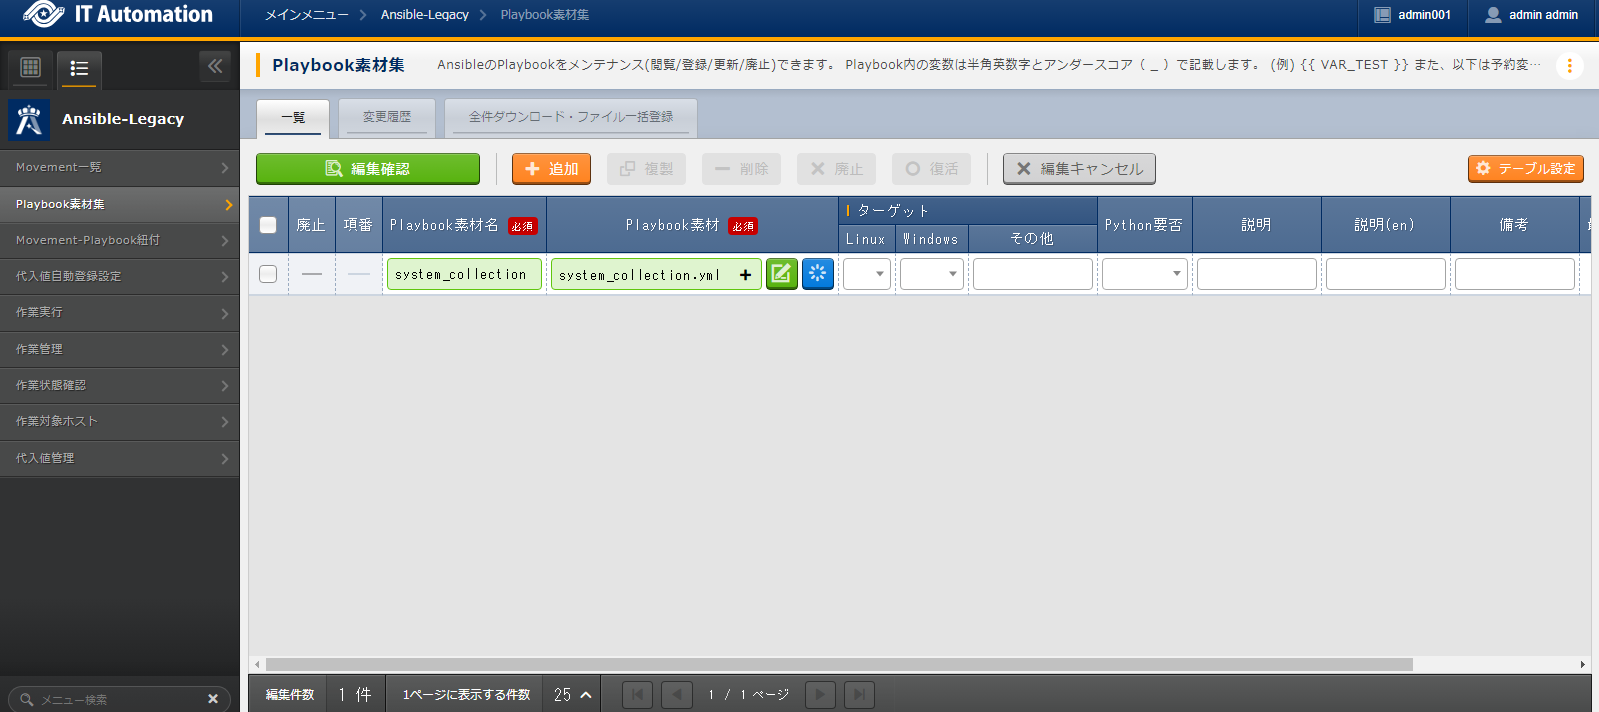 IT Automation
メインメニュー > Ansible-Legacy > Playbook素材集
admin001
admin admin
Ansible-Legacy
Movement一覧
Playbook素材集
Movement-Playbook紐付
代入値自動登録設定
作業実行
作業管理
作業状態確認
作業対象ホスト
代入値管理
メニュー検索
Playbook素材集
AnsibleのPlaybookをメンテナンス(閲覧/登録/更新/廃止)できます。 Playbook内の変数は半角英数字とアンダースコア（ _ ）で記載します。 (例) {{ VAR_TEST }} また、以下は予約変…
一覧 変更履歴 全件ダウンロード・ファイル一括登録
編集確認 追加 複製 削除 廃止 復活 編集キャンセル テーブル設定
廃止 項番 Playbook素材名 必須 Playbook素材 必須 ターゲット Python要否 説明 説明(en) 備考
Linux Windows その他
system_collection system_collection.yml
編集件数 1 件 1ページに表示する件数 25 1 / 1 ページ